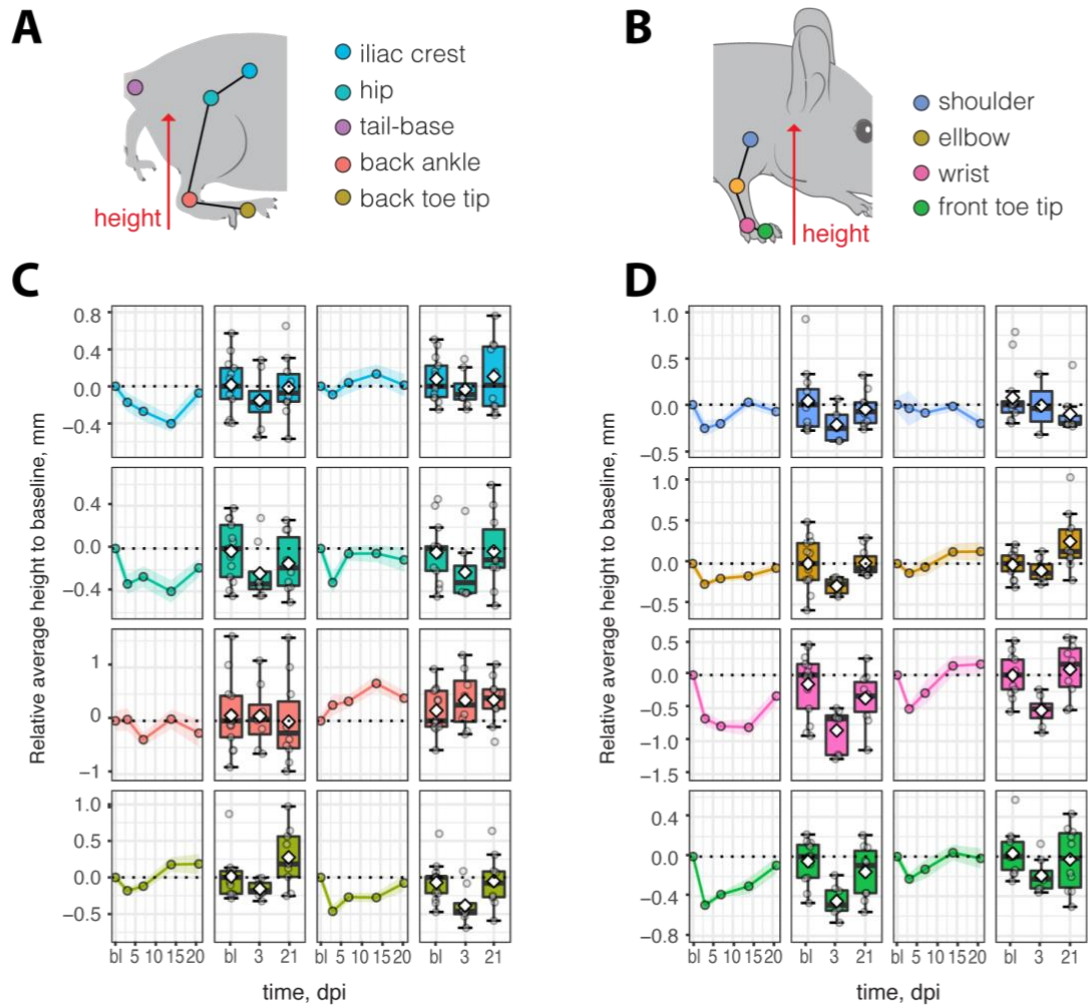 A
iliac crest
hip
tail-base
back ankle
back toe tip
height
B
shoulder
ellbow
wrist
front toe tip
height
C
Relative average height to baseline, mm
0.8
0.4
0.0
−0.4
0.4
0.0
−0.4
1
0
−1
1.0
0.5
0.0
−0.5
bl 5 10 15 20 bl 3 21 bl 5 10 15 20 bl 3 21
time, dpi
D
Relative average height to baseline, mm
1.0
0.5
0.0
−0.5
1.0
0.5
0.0
−0.5
0.5
0.0
−0.5
−1.0
−1.5
0.4
0.0
−0.4
−0.8
bl 5 10 15 20 bl 3 21 bl 5 10 15 20 bl 3 21
time, dpi